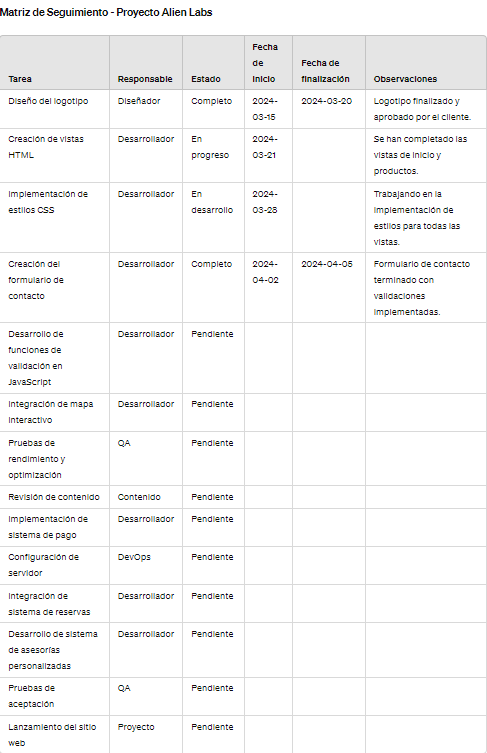 Matriz de Seguimiento - Proyecto Alien Labs
Tarea Responsable Estado Fecha de Inicio Fecha de finalización Observaciones
Diseño del logotipo Diseñador Completo 2024-03-15 2024-03-20 Logotipo finalizado y aprobado por el cliente.
Creación de vistas HTML Desarrollador En progreso 2024-03-21 Se han completado las vistas de inicio y productos.
Implementación de estilos CSS Desarrollador En desarrollo 2024-03-28 Trabajando en la implementación de estilos para todas las vistas.
Creación del formulario de contacto Desarrollador Completo 2024-04-02 2024-04-05 Formulario de contacto terminado con validaciones implementadas.
Desarrollo de funciones de validación en JavaScript Desarrollador Pendiente
Integración de mapa interactivo Desarrollador Pendiente
Pruebas de rendimiento y optimización QA Pendiente
Revisión de contenido Contenido Pendiente
Implementación de sistema de pago Desarrollador Pendiente
Configuración de servidor DevOps Pendiente
Integración de sistema de reservas Desarrollador Pendiente
Desarrollo de sistema de asesorías personalizadas Desarrollador Pendiente
Pruebas de aceptación QA Pendiente
Lanzamiento del sitio web Proyecto Pendiente